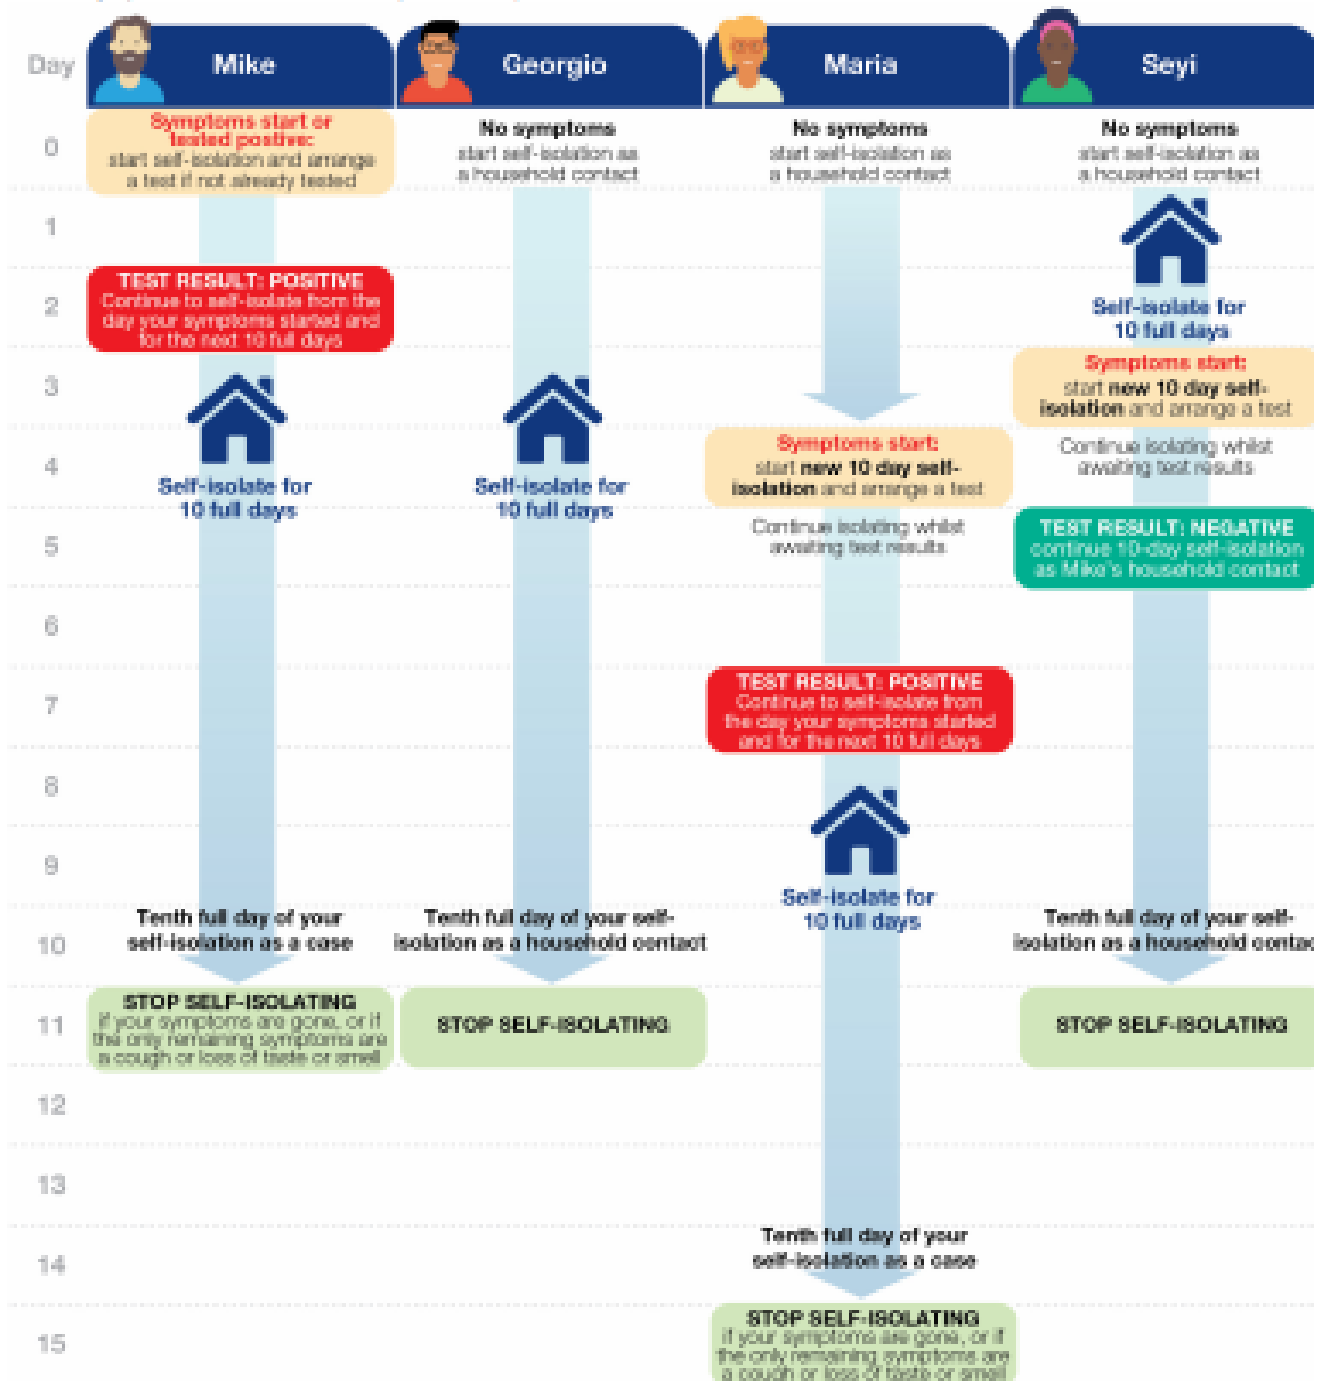 Day
Mike
Georgio
Maria
Seyi
0
Symptoms start or
tested postive:
start self-isolation and arrange
a test if not already tested
No symptoms
start self-isolation as
a household contact
No symptoms
start self-isolation as
a household contact
No symptoms
start self-isolation as
a household contact
1
2
TEST RESULT: POSITIVE
Continue to self-isolate from the
day your symptoms started and
for the next 10 full days
Self-isolate for
10 full days
3
Symptoms start:
start new 10 day self-
isolation and arrange a test
4
Self-isolate for
10 full days
Self-isolate for
10 full days
Symptoms start:
start new 10 day self-
isolation and arrange a test
Continue isolating whilst
awaiting test results
5
Continue isolating whilst
awaiting test results
TEST RESULT: NEGATIVE
continue 10-day self-isolation
as Mike's household contact
6
7
TEST RESULT: POSITIVE
Continue to self-isolate from
the day your symptoms started
and for the next 10 full days
8
9
Self-isolate for
10 full days
10
Tenth full day of your
self-isolation as a case
Tenth full day of your self-
isolation as a household contact
Tenth full day of your self-
isolation as a household contac
11
STOP SELF-ISOLATING
if your symptoms are gone, or if
the only remaining symptoms are
a cough or loss of taste or smell
STOP SELF-ISOLATING
STOP SELF-ISOLATING
12
13
14
Tenth full day of your
self-isolation as a case
15
STOP SELF-ISOLATING
if your symptoms are gone, or if
the only remaining symptoms are
a cough or loss of taste or smell